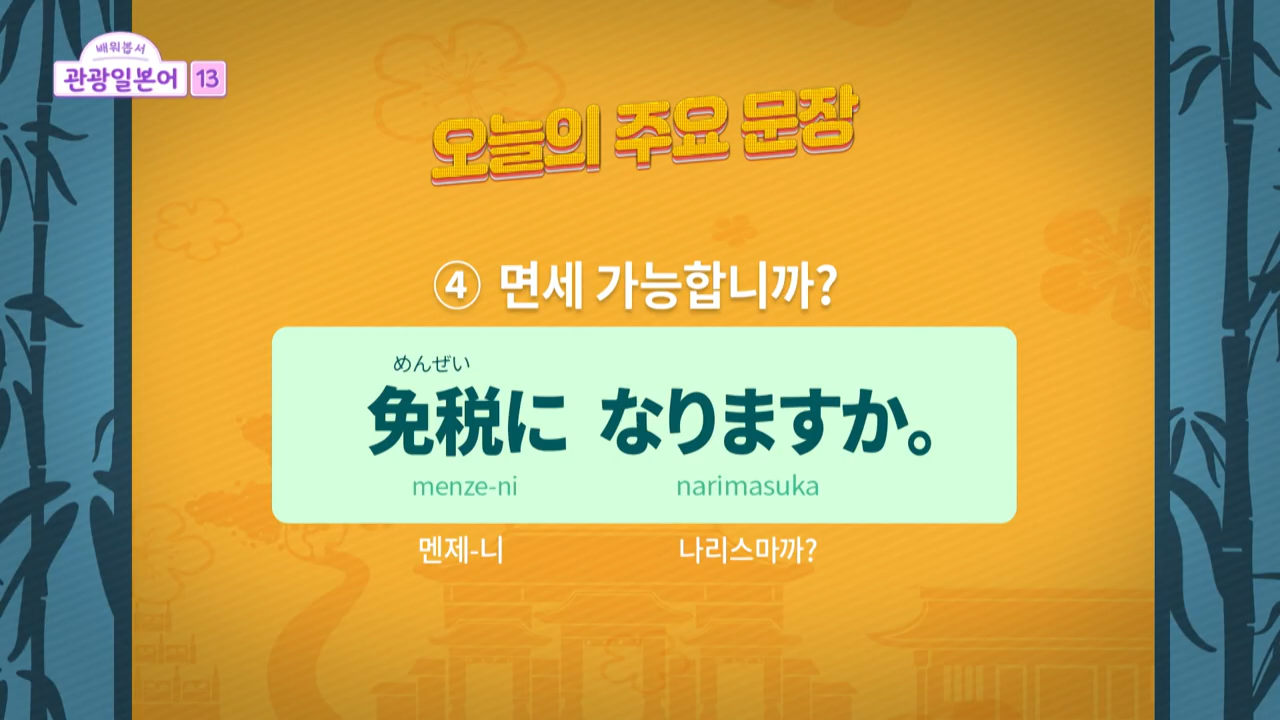 배워봅서
관광일본어 13
오늘의 주요 문장
④ 면세 가능합니까?
めんぜい
免税に なりますか。
menze-ni narimasuka
멘제-니 나리스마까?